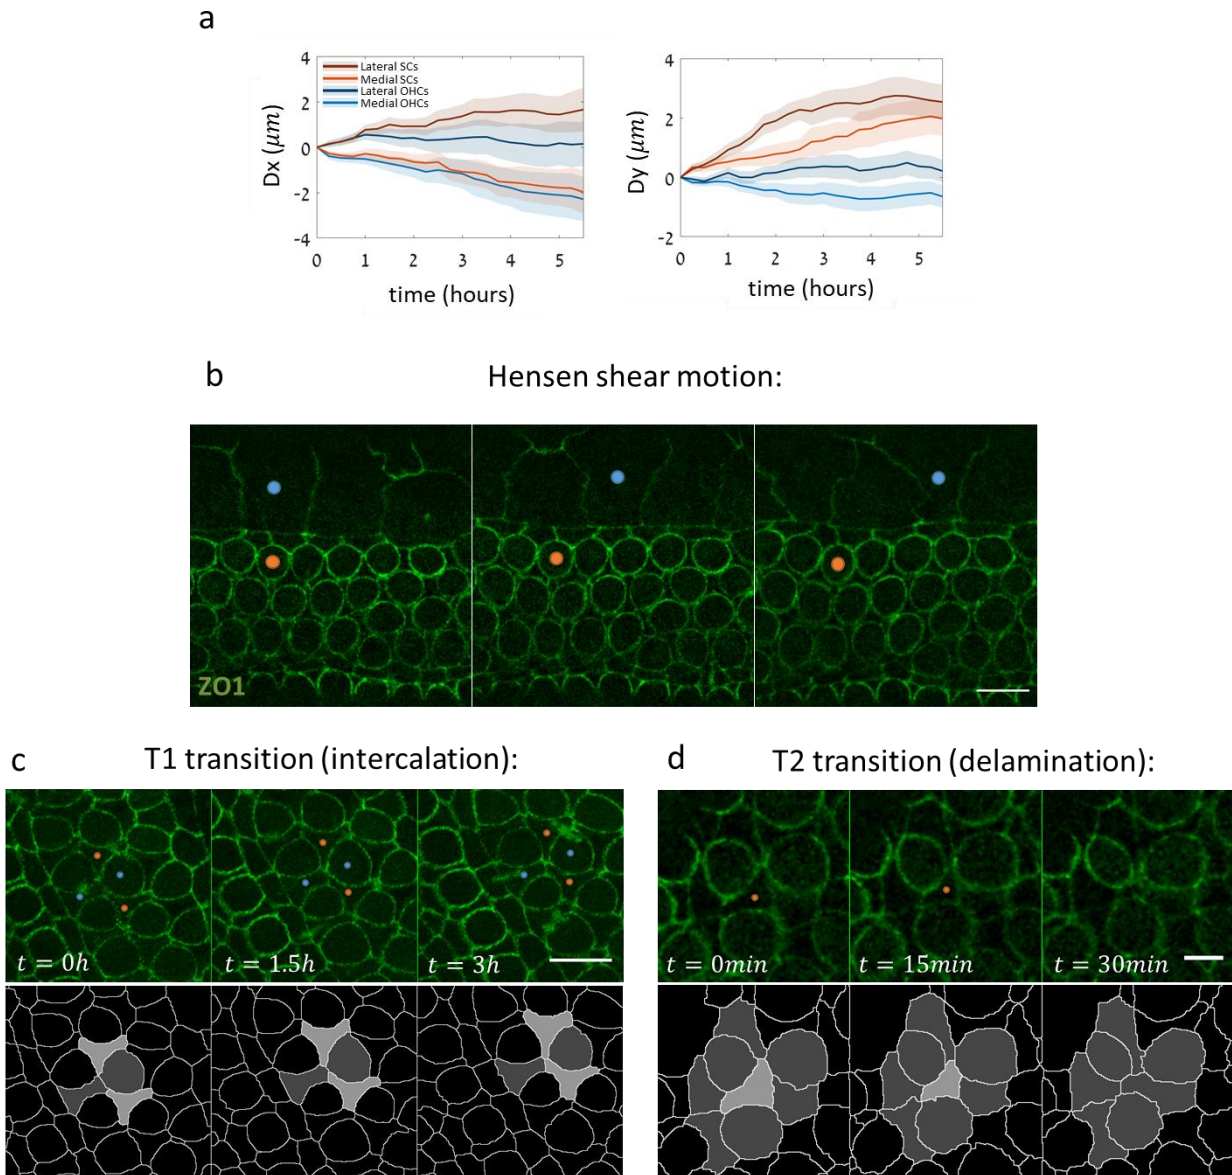 a
4
2
0
-2
-4
Dx (μm)
Lateral SCs
Medial SCs
Lateral OHCs
Medial OHCs
0 1 2 3 4 5
time (hours)
4
2
0
-2
Dy (μm)
0 1 2 3 4 5
time (hours)
b
Hensen shear motion:
ZO1
c
T1 transition (intercalation):
t = 0h
t = 1.5h
t = 3h
d
T2 transition (delamination):
t = 0min
t = 15min
t = 30min